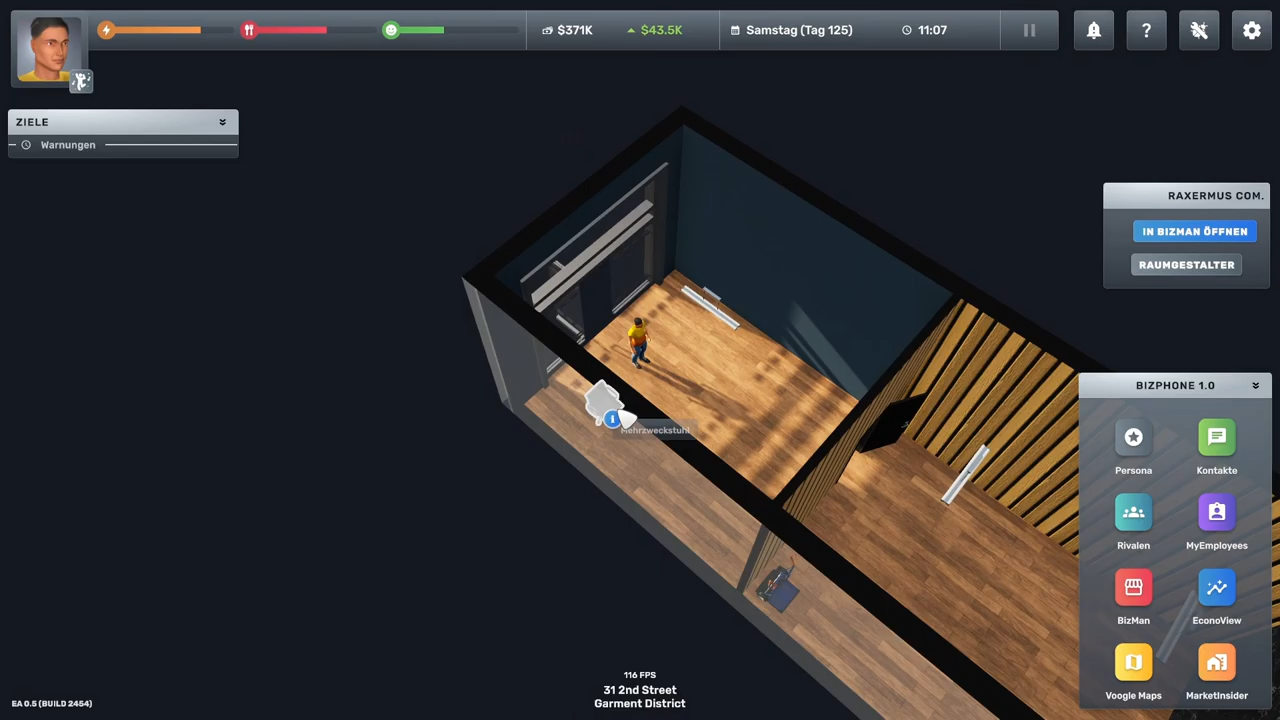 $371K
$43.5K
Samstag (Tag 125)
11:07
?
ZIELE
Warnungen
RAXERMUS COM.
IN BIZMAN ÖFFNEN
RAUMGESTALTER
Mehrzweckstuhl
BIZPHONE 1.0
Persona
Kontakte
Rivalen
MyEmployees
BizMan
EconoView
Voogle Maps
MarketInsider
116 FPS
31 2nd Street
Garment District
EA 0.5 (BUILD 2454)